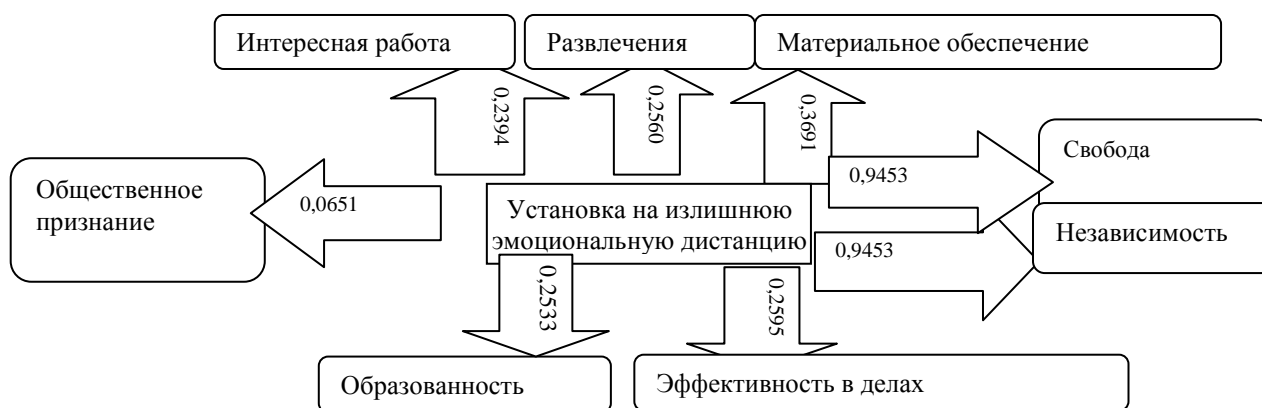 Интересная работа
Развлечения
Материальное обеспечение
0,2394
0,2560
0,3691
Общественное
признание
0,0651
Установка на излишнюю
эмоциональную дистанцию
0,9453
Свобода
0,9453
Независимость
0,2533
0,2595
Образованность
Эффективность в делах